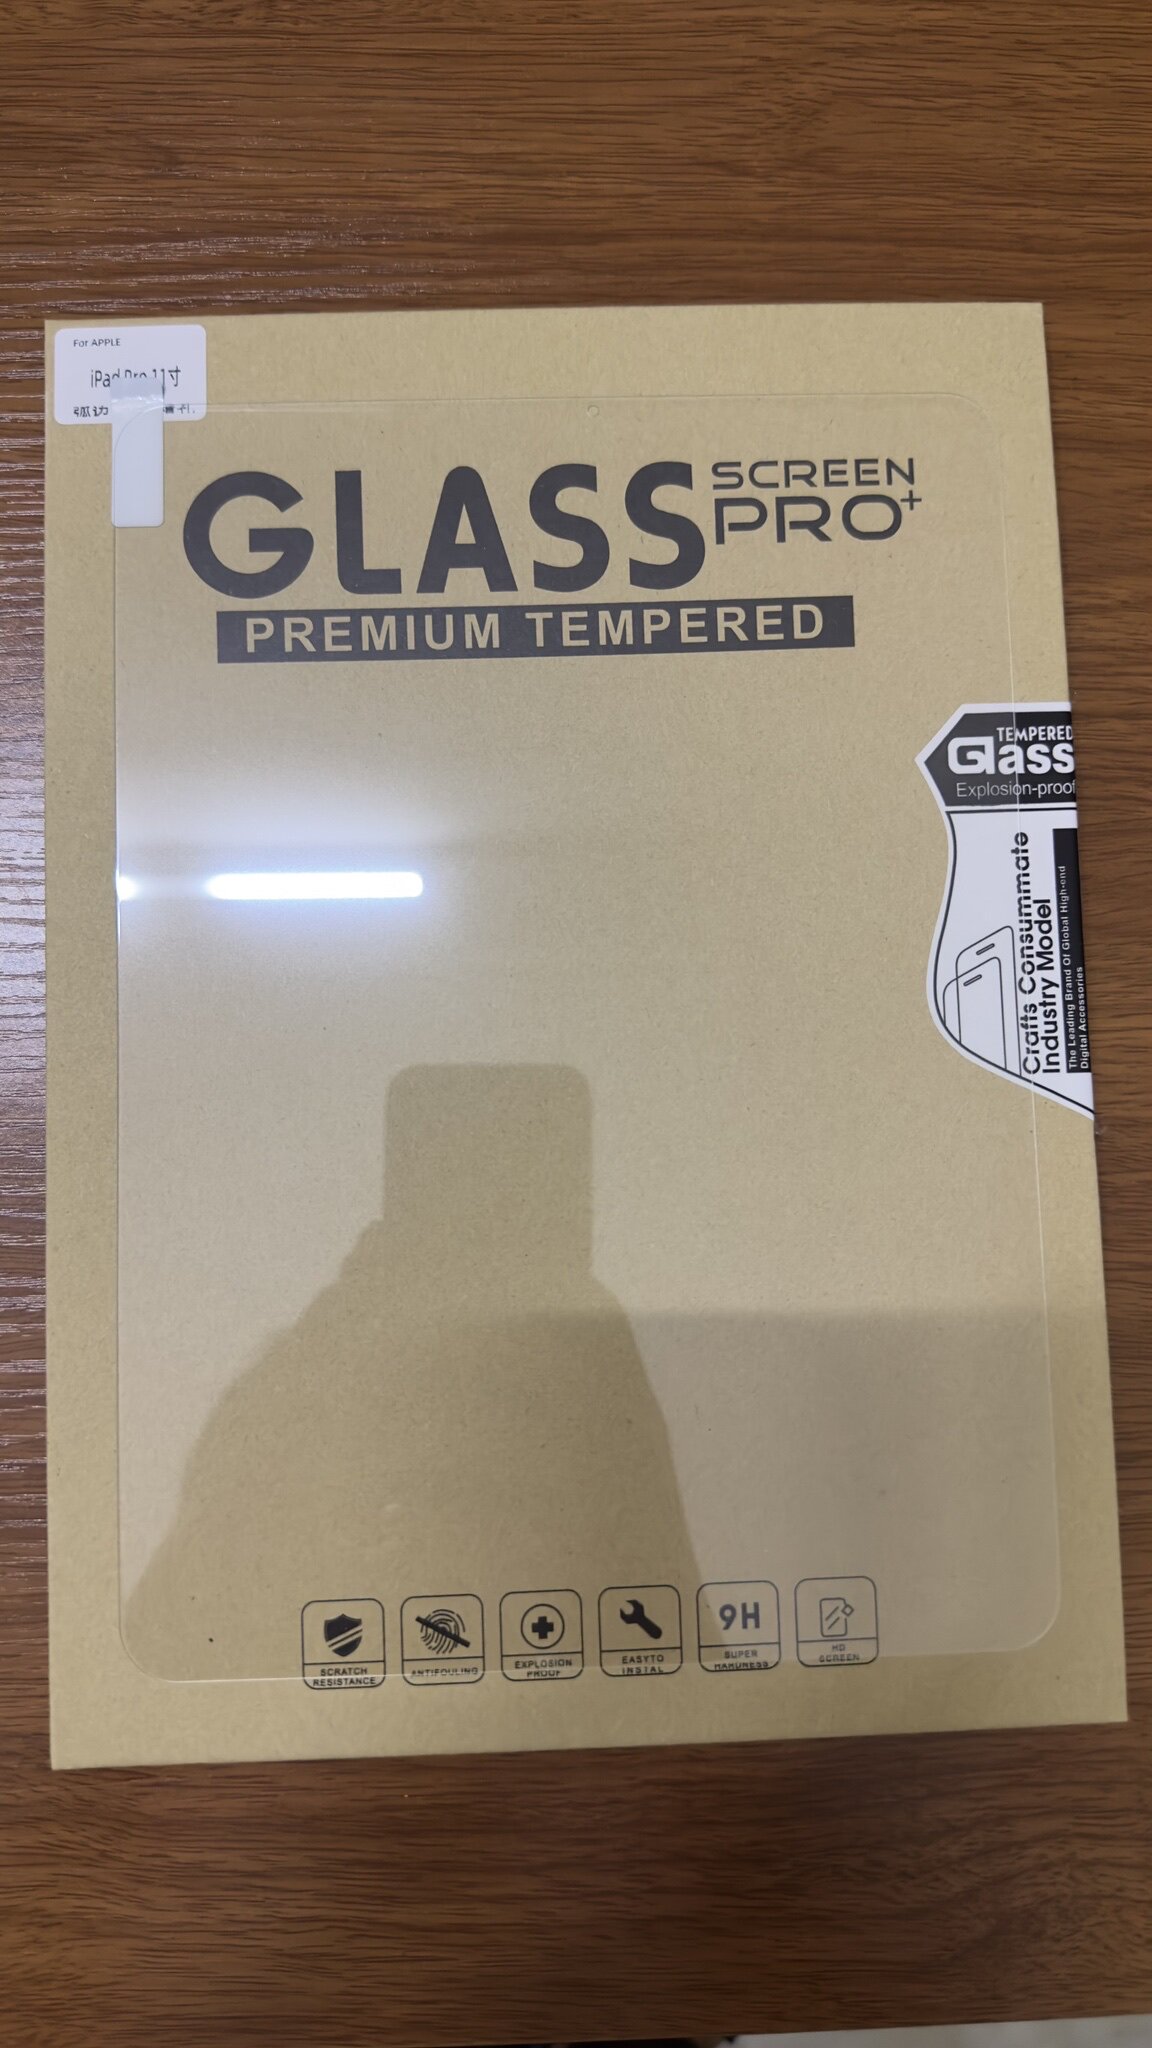 For APPLE
iPad Pro 11寸
弧边
GLASS
SCREEN
PRO+
PREMIUM TEMPERED
TEMPERED
Glass
Explosion-proof
Crafts Consummate
Industry Model
The Leading Brand Of Global High-end
Digital Accessories
SCRATCH
RESISTANCE
ANTIFOULING
EXPLOSION
PROOF
EASYTO
INSTAL
9H
SUPER
HARDNESS
HD
SCREEN